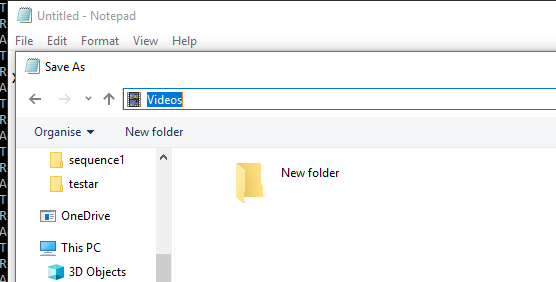 Untitled - Notepad
File Edit Format View Help
Save As
Videos
Organise New folder
sequence1
testar
OneDrive
This PC
3D Objects
New folder